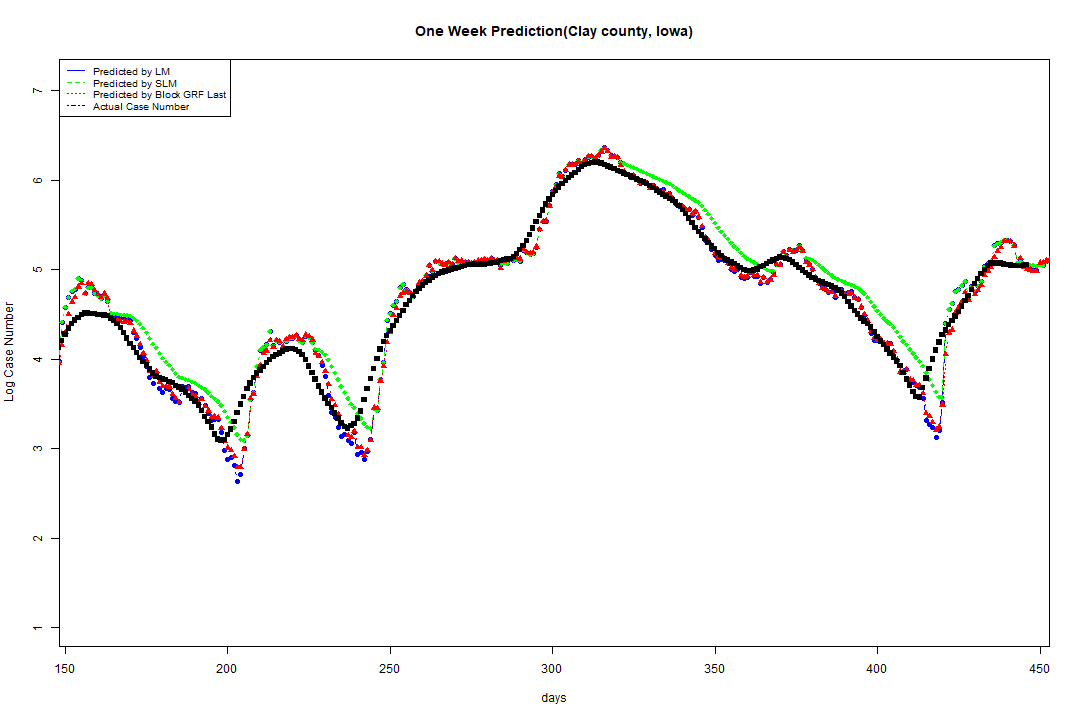 One Week Prediction(Clay county, Iowa)
Predicted by LM
Predicted by SLM
Predicted by Block GRF Last
Actual Case Number
Log Case Number
7
6
5
4
3
2
1
150 200 250 300 350 400 450
days